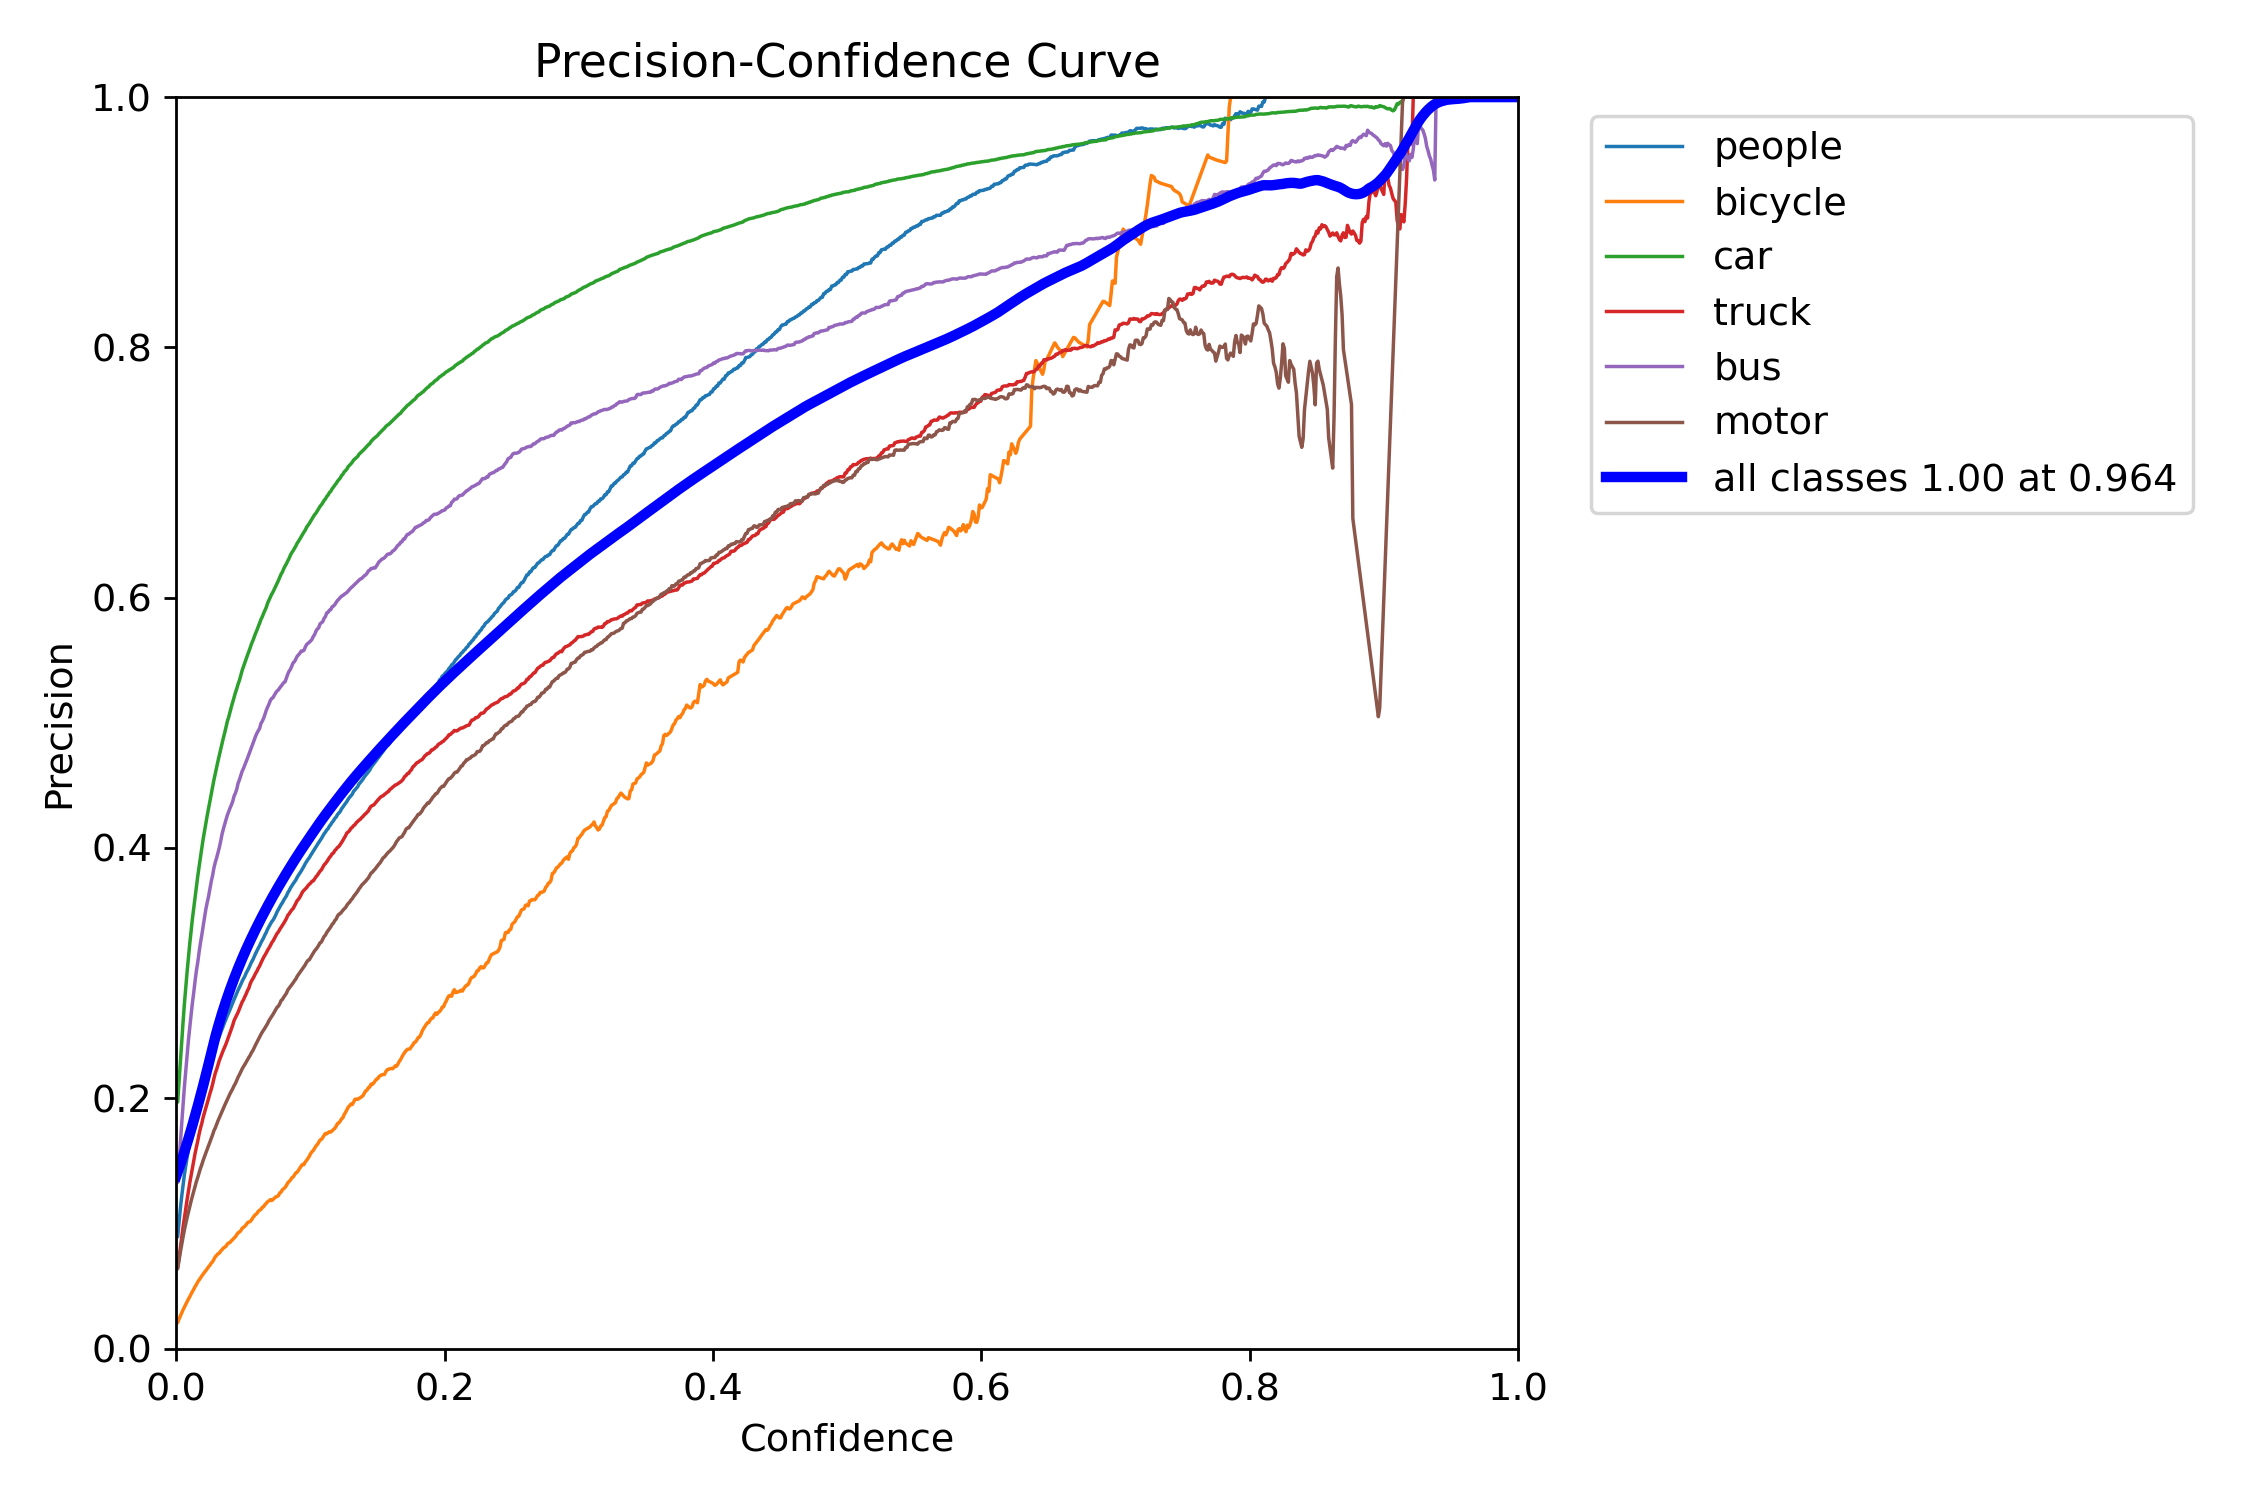 Precision-Confidence Curve
1.0
0.8
0.6
0.4
0.2
0.0
Precision
0.0 0.2 0.4 0.6 0.8 1.0
Confidence
people
bicycle
car
truck
bus
motor
all classes 1.00 at 0.964